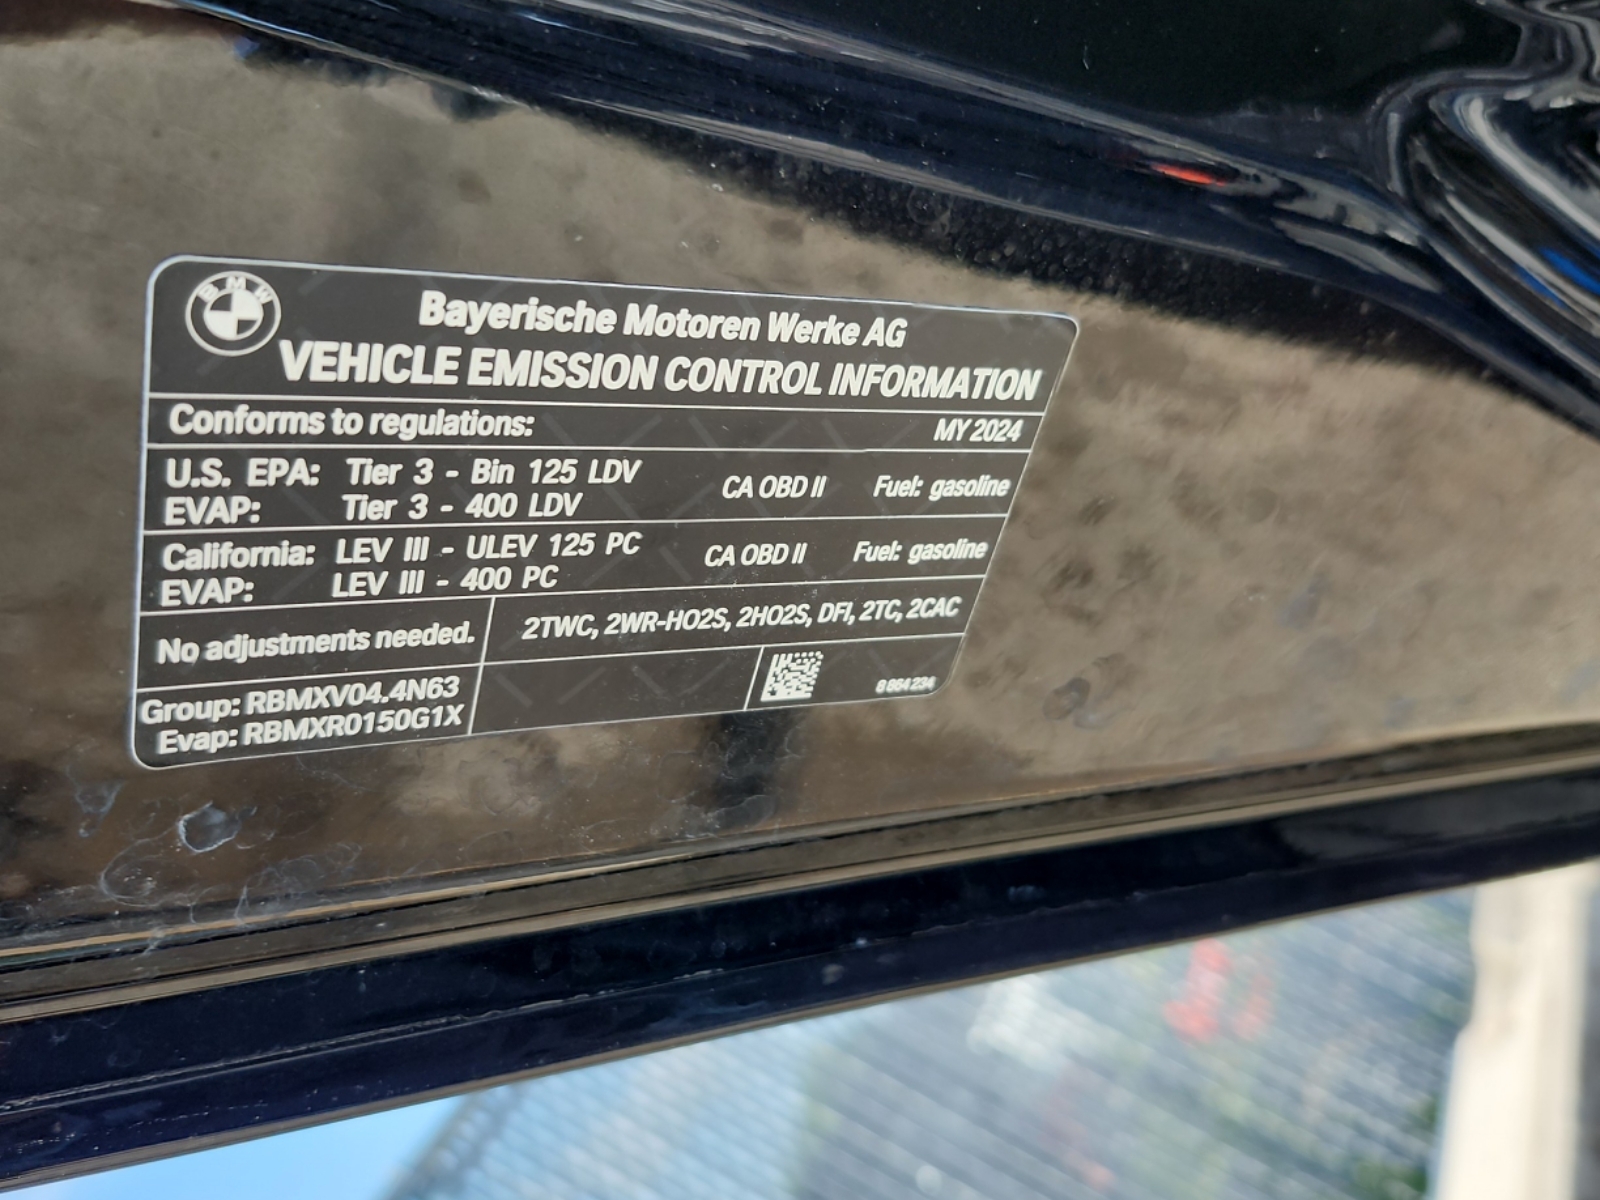 BMW
Bayerische Motoren Werke AG
VEHICLE EMISSION CONTROL INFORMATION
Conforms to regulations: MY 2024
U.S. EPA: Tier 3 - Bin 125 LDV CA OBD II Fuel: gasoline
EVAP: Tier 3 - 400 LDV
California: LEV III - ULEV 125 PC CA OBD II Fuel: gasoline
EVAP: LEV III - 400 PC
No adjustments needed. 2TWC, 2WR-HO2S, 2HO2S, DFI, 2TC, 2CAC
Group: RBMXV04.4N63
Evap: RBMXR0150G1X
8 864 234